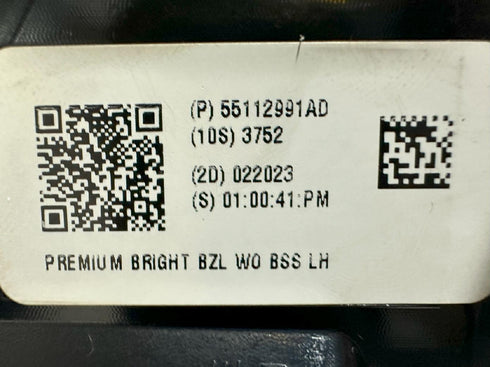 (P) 55112991AD
(10S) 3752
(2D) 022023
(S) 01:00:41:PM
PREMIUM BRIGHT BZL WO BSS LH